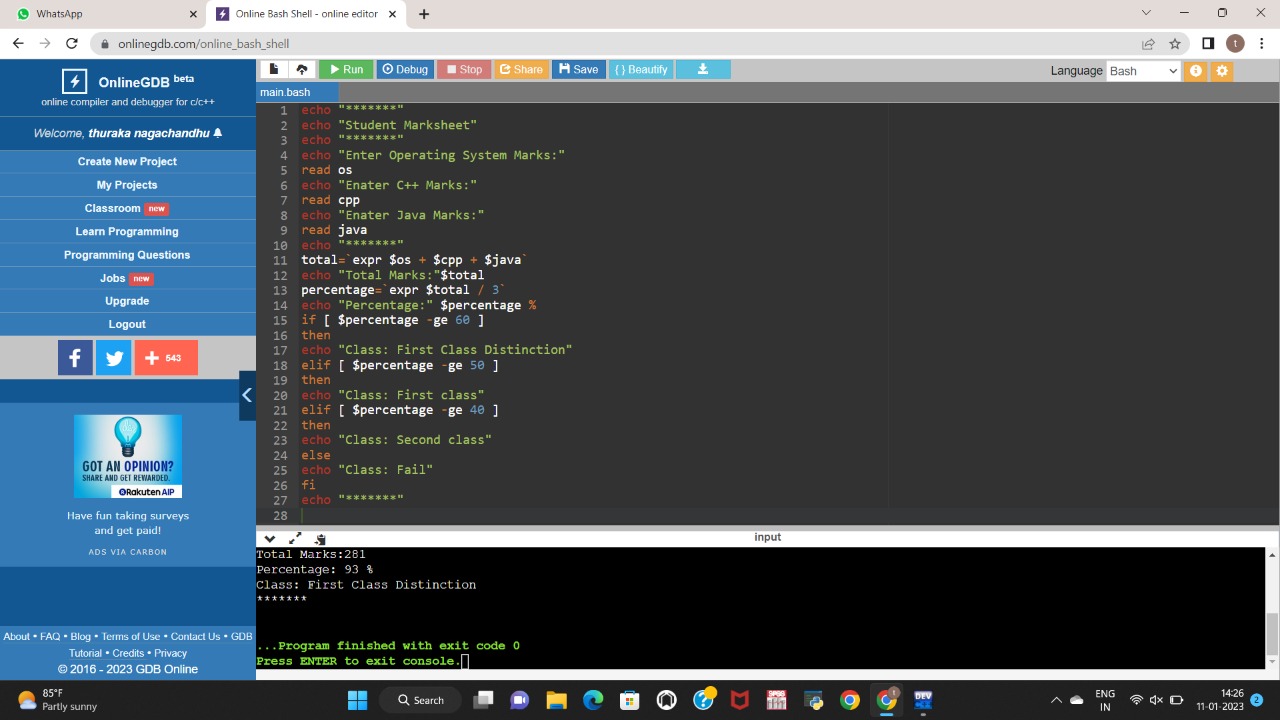 WhatsApp
Online Bash Shell - online editor
onlinegdb.com/online_bash_shell
t
OnlineGDB beta
online compiler and debugger for c/c++
Welcome, thuraka nagachandhu
Create New Project
My Projects
Classroom new
Learn Programming
Programming Questions
Jobs new
Upgrade
Logout
f + 543
GOT AN OPINION?
SHARE AND GET REWARDED.
Rakuten AIP
Have fun taking surveys
and get paid!
ADS VIA CARBON
About • FAQ • Blog • Terms of Use • Contact Us • GDB
Tutorial • Credits • Privacy
© 2016 - 2023 GDB Online
Run Debug Stop Share Save { } Beautify
Language Bash
main.bash
1 echo "*******"
2 echo "Student Marksheet"
3 echo "*******"
4 echo "Enter Operating System Marks:"
5 read os
6 echo "Enater C++ Marks:"
7 read cpp
8 echo "Enater Java Marks:"
9 read java
10 echo "*******"
11 total=`expr $os + $cpp + $java`
12 echo "Total Marks:"$total
13 percentage=`expr $total / 3`
14 echo "Percentage:" $percentage %
15 if [ $percentage -ge 60 ]
16 then
17 echo "Class: First Class Distinction"
18 elif [ $percentage -ge 50 ]
19 then
20 echo "Class: First class"
21 elif [ $percentage -ge 40 ]
22 then
23 echo "Class: Second class"
24 else
25 echo "Class: Fail"
26 fi
27 echo "*******"
28
input
Total Marks:281
Percentage: 93 %
Class: First Class Distinction
*******
...Program finished with exit code 0
Press ENTER to exit console.
85°F
Partly sunny
Search
SPSS
DEV
ENG
IN
14:26
11-01-2023